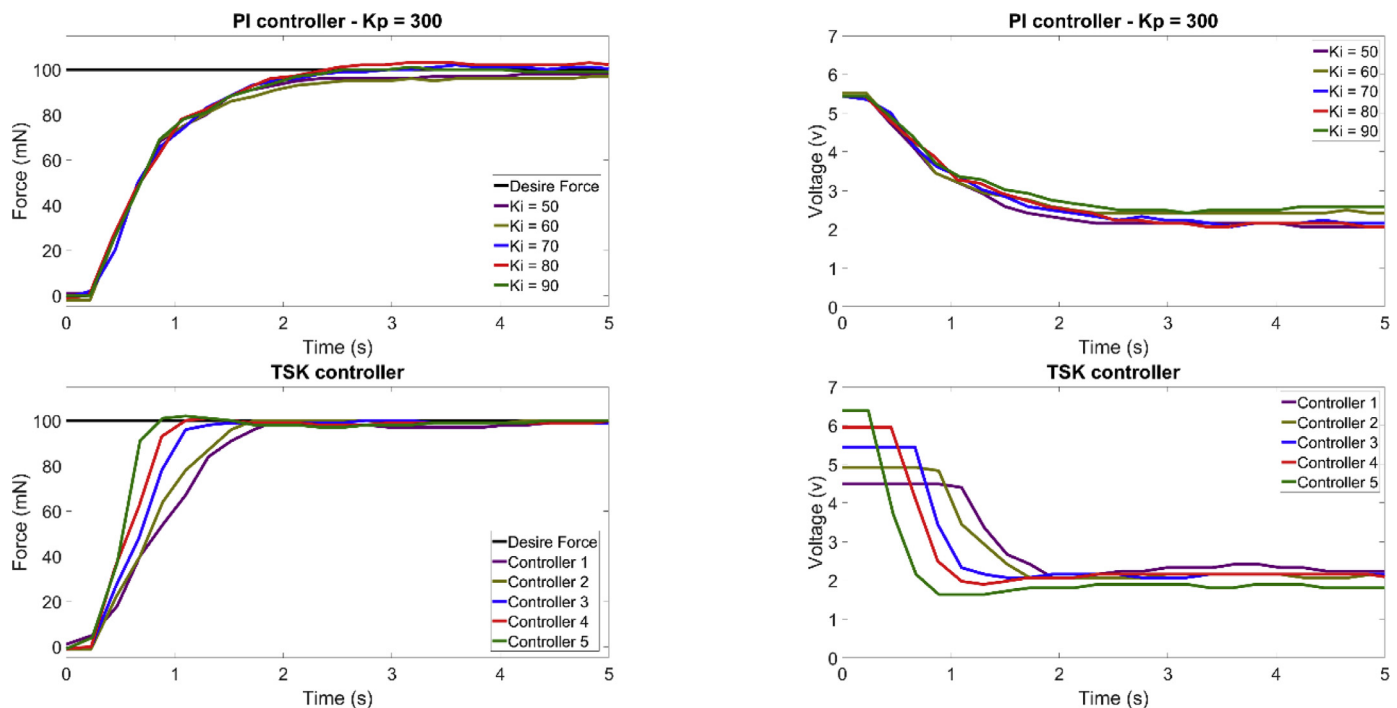 PI controller - Kp = 300
Force (mN)
100
80
60
40
20
0
Desire Force
Ki = 50
Ki = 60
Ki = 70
Ki = 80
Ki = 90
0 1 2 3 4 5
Time (s)
PI controller - Kp = 300
Voltage (v)
7
6
5
4
3
2
1
0
Ki = 50
Ki = 60
Ki = 70
Ki = 80
Ki = 90
0 1 2 3 4 5
Time (s)
TSK controller
Force (mN)
100
80
60
40
20
0
Desire Force
Controller 1
Controller 2
Controller 3
Controller 4
Controller 5
0 1 2 3 4 5
Time (s)
TSK controller
Voltage (v)
7
6
5
4
3
2
1
0
Controller 1
Controller 2
Controller 3
Controller 4
Controller 5
0 1 2 3 4 5
Time (s)